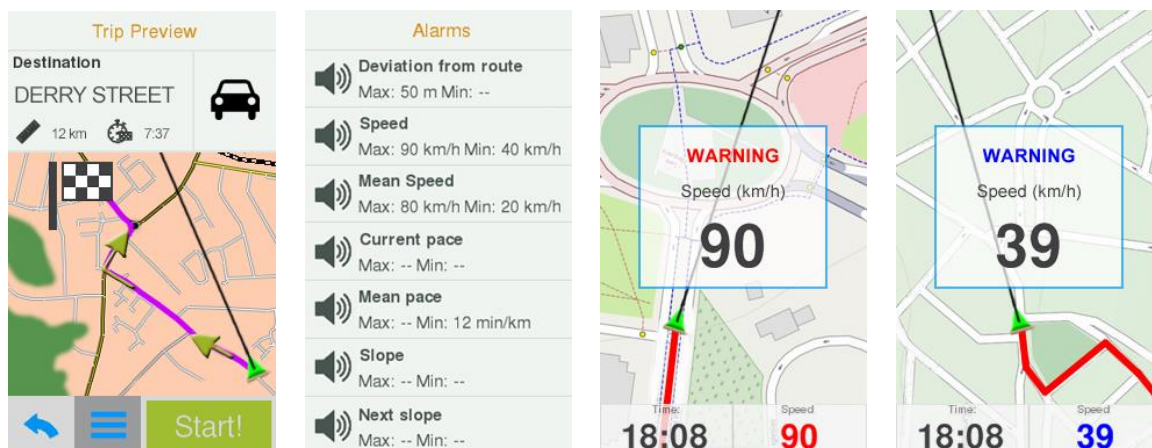 Trip Preview
Destination
DERRY STREET
12 km 7:37
Start!
Alarms
Deviation from route
Max: 50 m Min: --
Speed
Max: 90 km/h Min: 40 km/h
Mean Speed
Max: 80 km/h Min: 20 km/h
Current pace
Max: -- Min: --
Mean pace
Max: -- Min: 12 min/km
Slope
Max: -- Min: --
Next slope
Max: -- Min: --
WARNING
Speed (km/h)
90
Time: Speed
18:08 90
WARNING
Speed (km/h)
39
Time: Speed
18:08 39